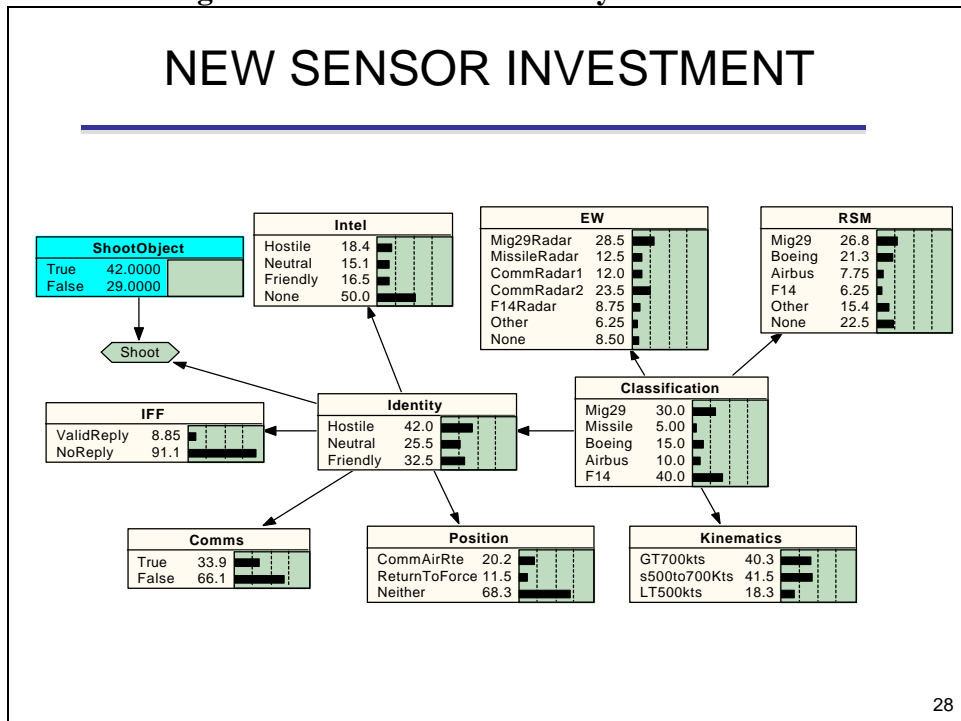 NEW SENSOR INVESTMENT
ShootObject
True 42.0000
False 29.0000
Shoot
Intel
Hostile 18.4
Neutral 15.1
Friendly 16.5
None 50.0
EW
Mig29Radar 28.5
MissileRadar 12.5
CommRadar1 12.0
CommRadar2 23.5
F14Radar 8.75
Other 6.25
None 8.50
RSM
Mig29 26.8
Boeing 21.3
Airbus 7.75
F14 6.25
Other 15.4
None 22.5
IFF
ValidReply 8.85
NoReply 91.1
Identity
Hostile 42.0
Neutral 25.5
Friendly 32.5
Classification
Mig29 30.0
Missile 5.00
Boeing 15.0
Airbus 10.0
F14 40.0
Comms
True 33.9
False 66.1
Position
CommAirRte 20.2
ReturnToForce 11.5
Neither 68.3
Kinematics
GT700kts 40.3
s500to700Kts 41.5
LT500kts 18.3
28